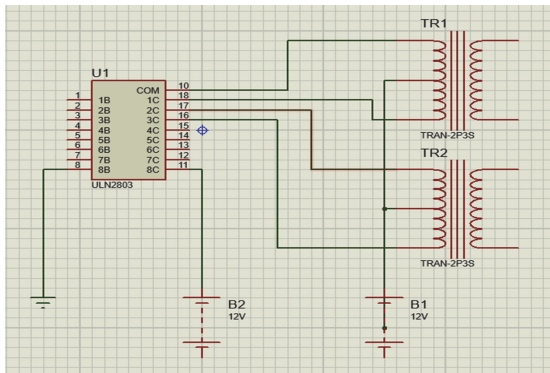 TR1
TRAN-2P3S
U1
COM
1B
2B
3B
4B
5B
6B
7B
8B
1C
2C
3C
4C
5C
6C
7C
8C
1
2
3
4
5
6
7
8
10
18
17
16
15
14
13
12
11
ULN2803
TR2
TRAN-2P3S
B2
12V
B1
12V